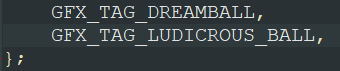 GFX_TAG_DREAMBALL,
GFX_TAG_LUDICROUS_BALL,
};